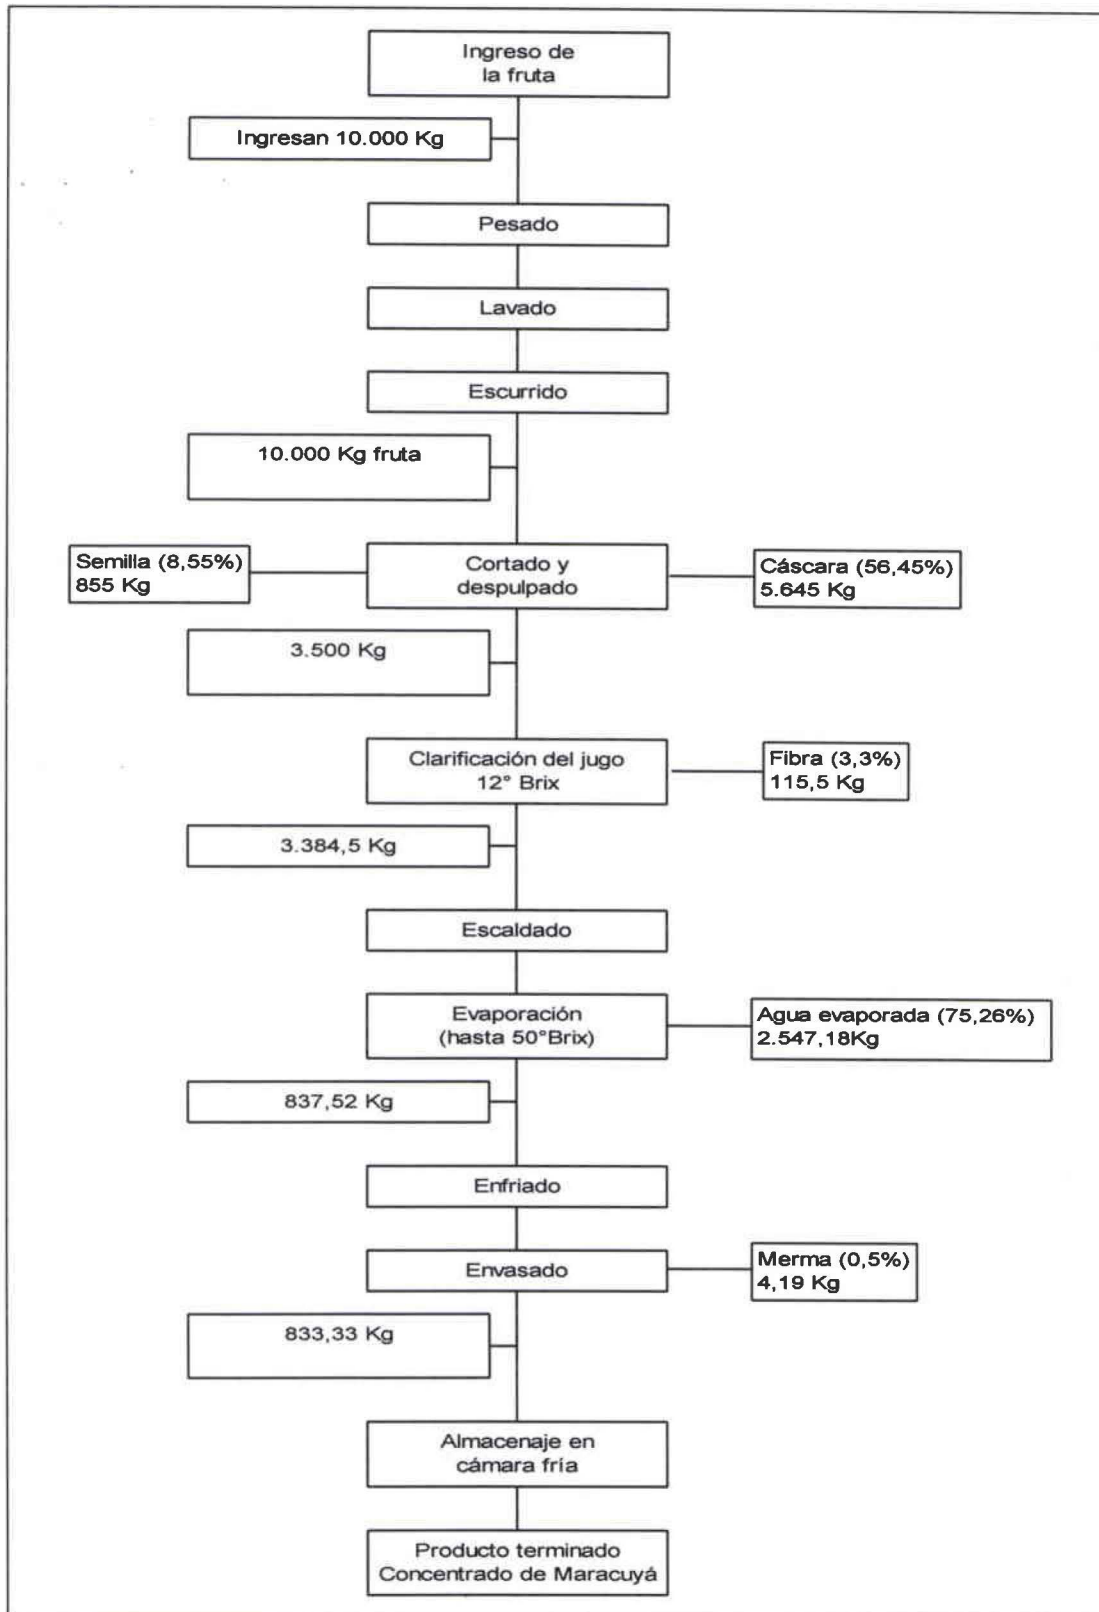 Ingreso de
la fruta
Ingresan 10.000 Kg
Pesado
Lavado
Escurrido
10.000 Kg fruta
Semilla (8,55%)
855 Kg
Cortado y
despulpado
Cáscara (56,45%)
5.645 Kg
3.500 Kg
Clarificación del jugo
12° Brix
Fibra (3,3%)
115,5 Kg
3.384,5 Kg
Escaldado
Evaporación
(hasta 50°Brix)
Agua evaporada (75,26%)
2.547,18Kg
837,52 Kg
Enfriado
Envasado
Merma (0,5%)
4,19 Kg
833,33 Kg
Almacenaje en
cámara fría
Producto terminado
Concentrado de Maracuyá